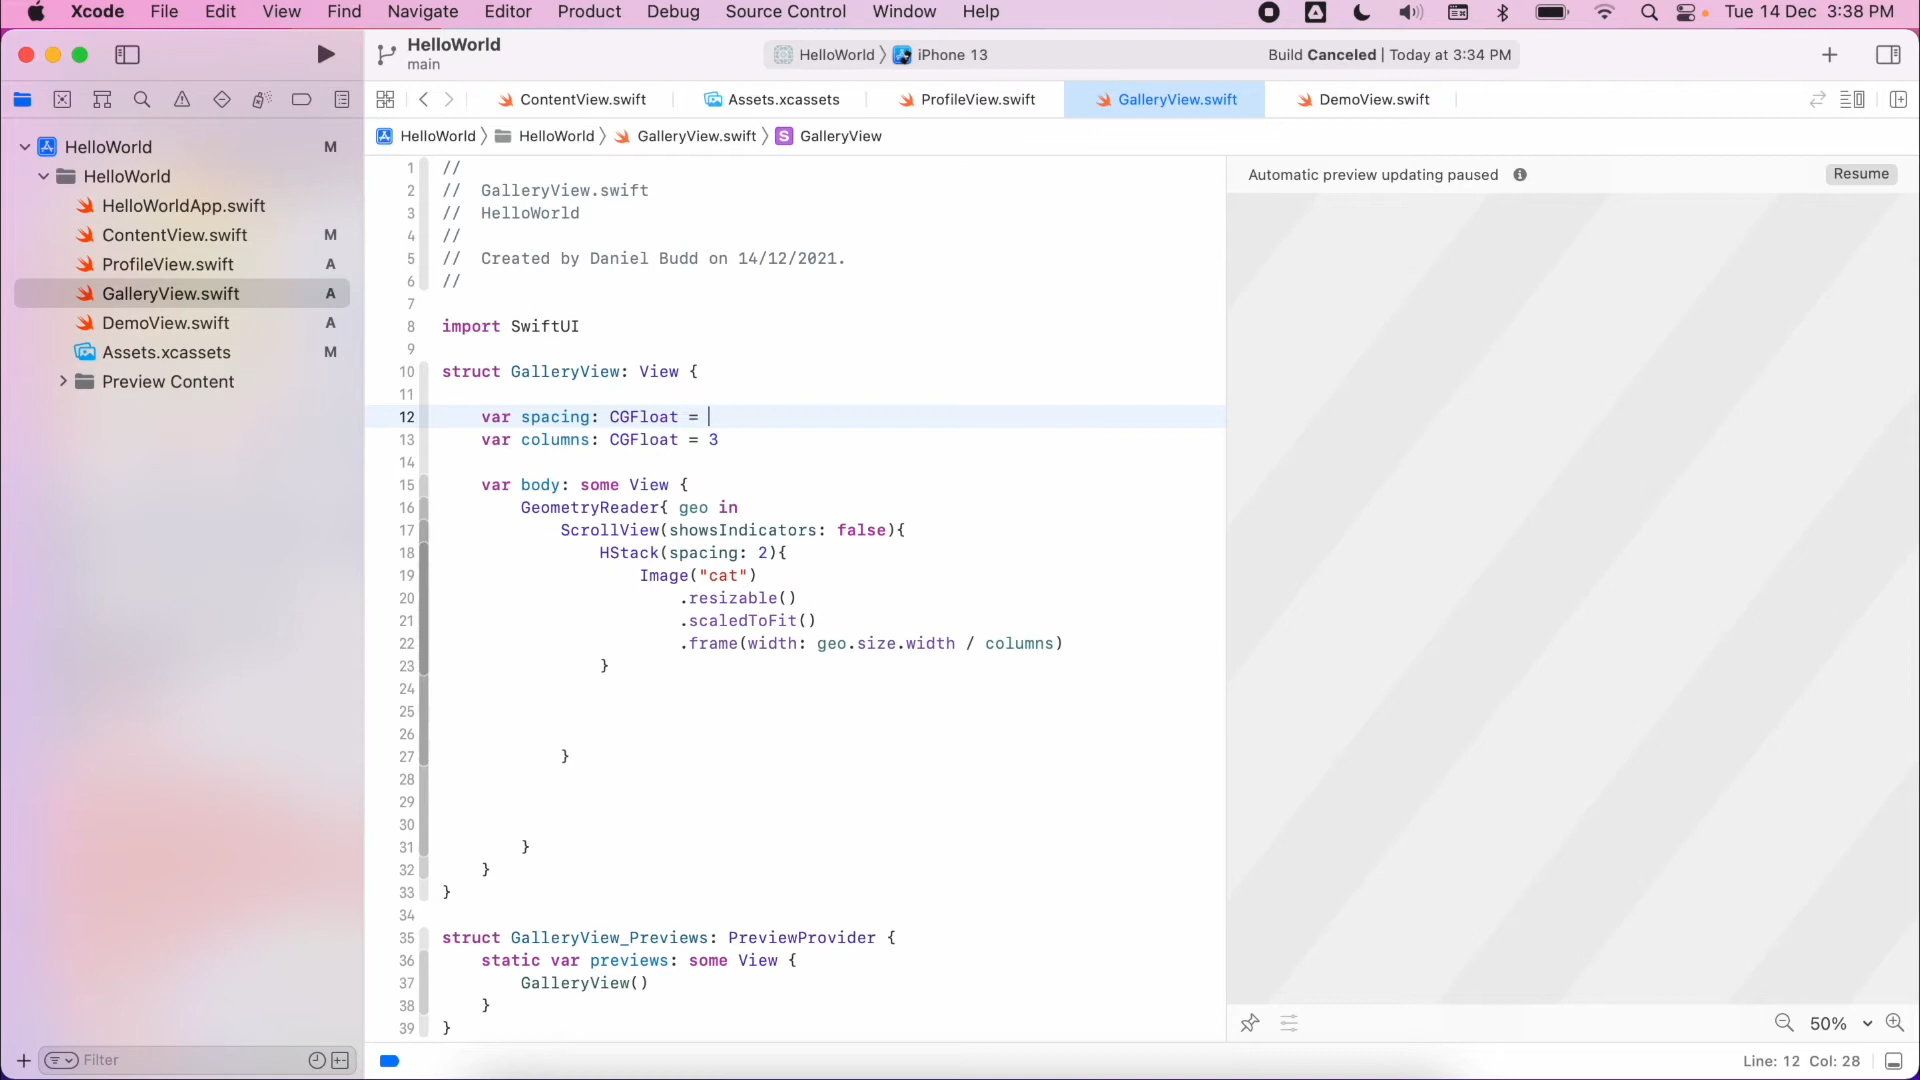 Xcode File Edit View Find Navigate Editor Product Debug Source Control Window Help Tue 14 Dec 3:38 PM
HelloWorld
main
HelloWorld iPhone 13
Build Canceled | Today at 3:34 PM
ContentView.swift Assets.xcassets ProfileView.swift GalleryView.swift DemoView.swift
HelloWorld HelloWorld GalleryView.swift S GalleryView
HelloWorld M
HelloWorld
HelloWorldApp.swift
ContentView.swift M
ProfileView.swift A
GalleryView.swift A
DemoView.swift A
Assets.xcassets M
Preview Content
1 //
2 // GalleryView.swift
3 // HelloWorld
4 //
5 // Created by Daniel Budd on 14/12/2021.
6 //
7
8 import SwiftUI
9
10 struct GalleryView: View {
11
12 var spacing: CGFloat =
13 var columns: CGFloat = 3
14
15 var body: some View {
16 GeometryReader{ geo in
17 ScrollView(showsIndicators: false){
18 HStack(spacing: 2){
19 Image("cat")
20 .resizable()
21 .scaledToFit()
22 .frame(width: geo.size.width / columns)
23 }
24
25
26
27 }
28
29
30
31 }
32 }
33 }
34
35 struct GalleryView_Previews: PreviewProvider {
36 static var previews: some View {
37 GalleryView()
38 }
39 }
Automatic preview updating paused
Resume
50%
Filter
Line: 12 Col: 28